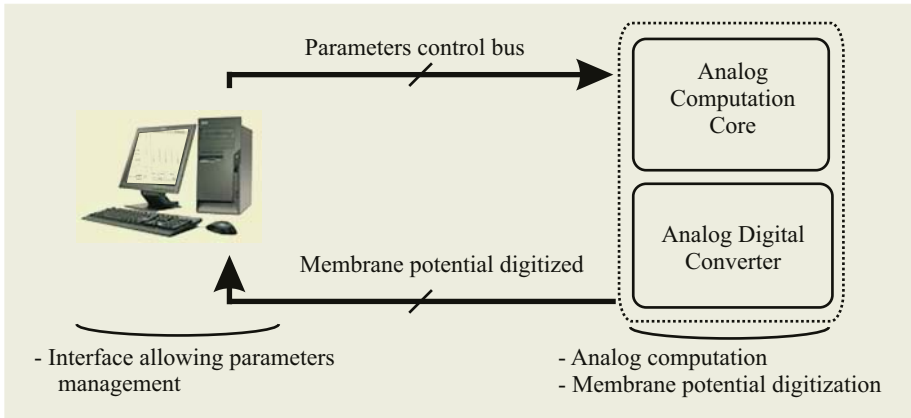 Parameters control bus
Analog
Computation
Core
Analog Digital
Converter
Membrane potential digitized
- Interface allowing parameters
management
- Analog computation
- Membrane potential digitization